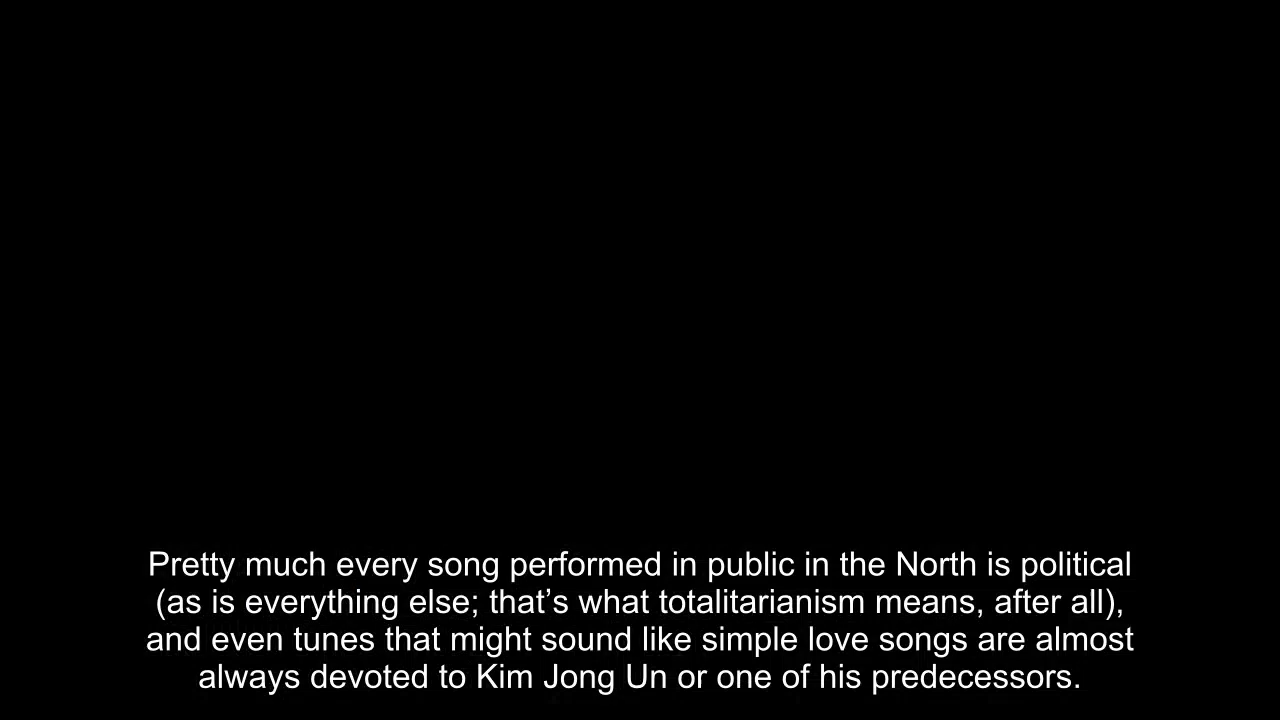 Pretty much every song performed in public in the North is political
(as is everything else; that’s what totalitarianism means, after all),
and even tunes that might sound like simple love songs are almost
always devoted to Kim Jong Un or one of his predecessors.